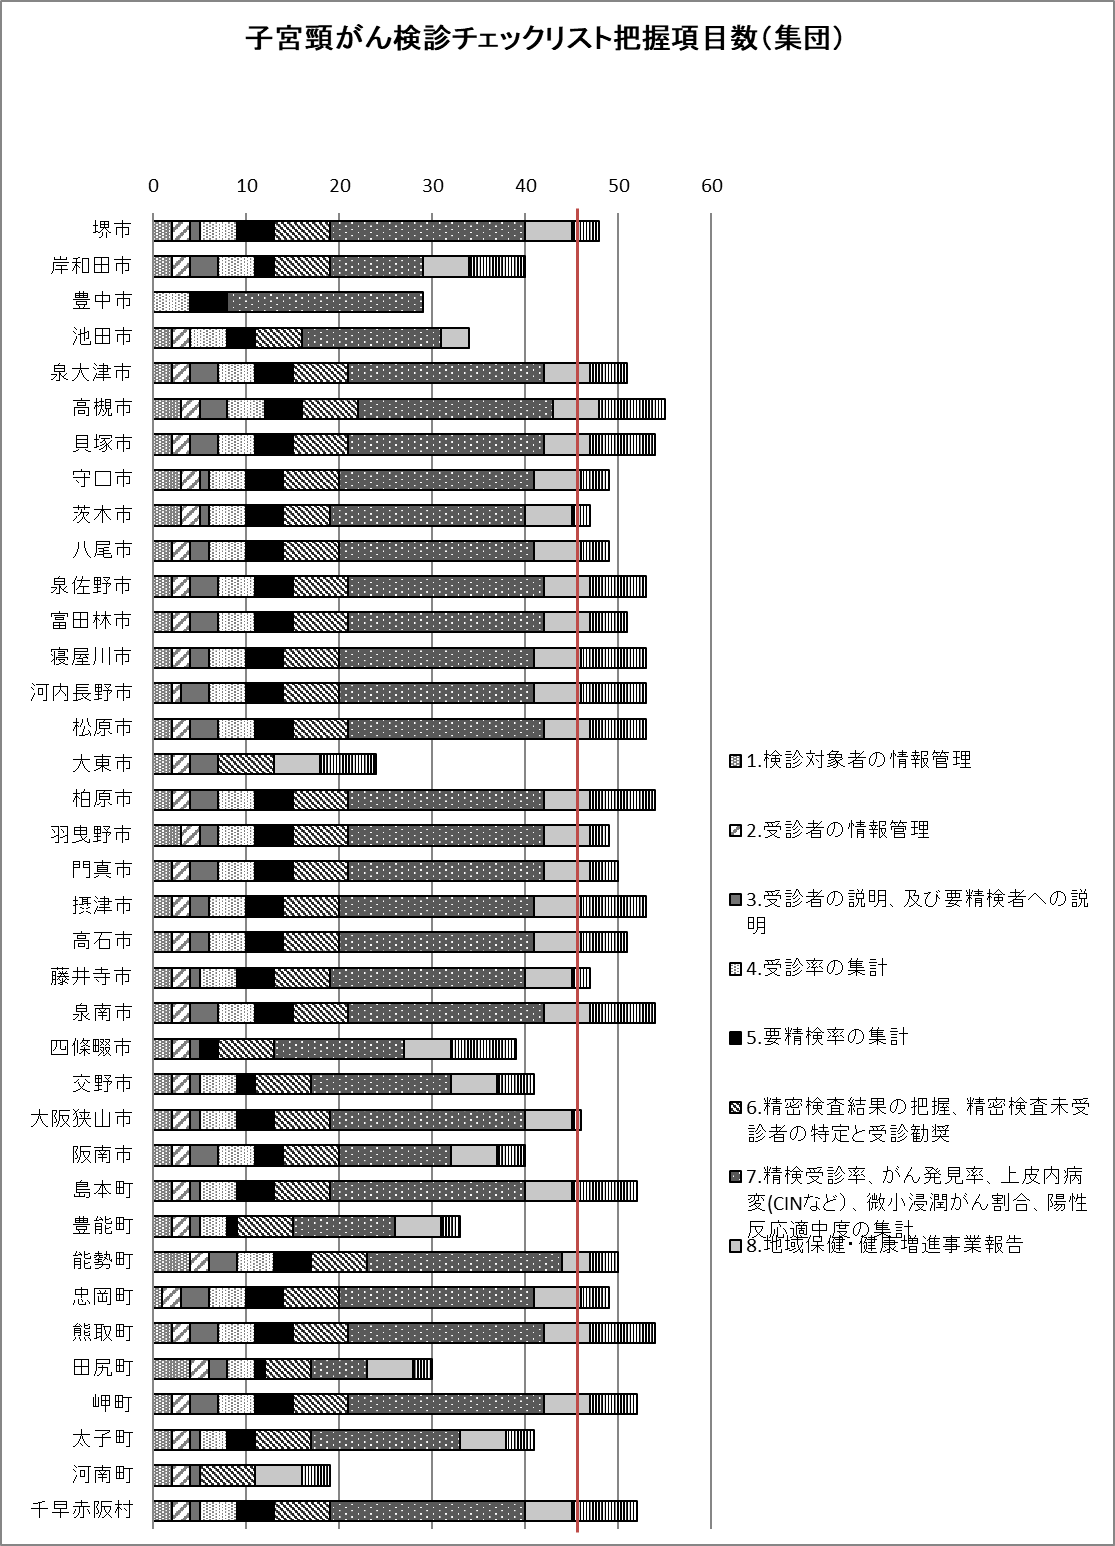 子宮頸がん検診チェックリスト把握項目数（集団）
0 10 20 30 40 50 60
堺市
岸和田市
豊中市
池田市
泉大津市
高槻市
貝塚市
守口市
茨木市
八尾市
泉佐野市
富田林市
寝屋川市
河内長野市
松原市
大東市
柏原市
羽曳野市
門真市
摂津市
高石市
藤井寺市
泉南市
四條畷市
交野市
大阪狭山市
阪南市
島本町
豊能町
能勢町
忠岡町
熊取町
田尻町
岬町
太子町
河南町
千早赤阪村
1.検診対象者の情報管理
2.受診者の情報管理
3.受診者の説明、及び要精検者への説
明
4.受診率の集計
5.要精検率の集計
6.精密検査結果の把握、精密検査未受
診者の特定と受診勧奨
7.精検受診率、がん発見率、上皮内病
変(CINなど）、微小浸潤がん割合、陽性
反応適中度の集計
8.地域保健・健康増進事業報告